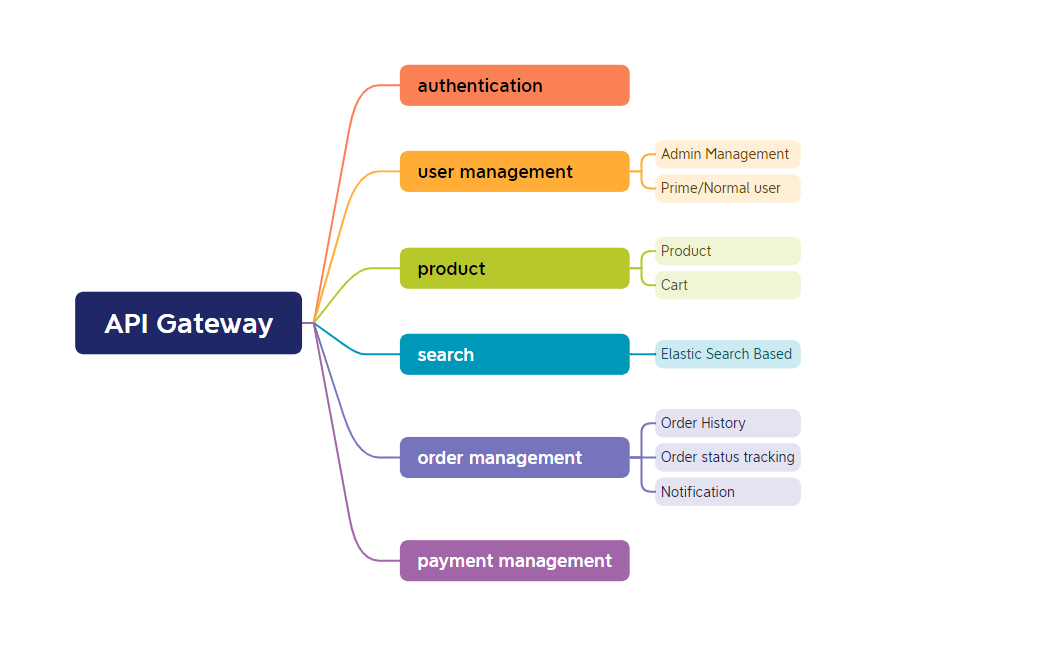 API Gateway
authentication
user management
Admin Management
Prime/Normal user
product
Product
Cart
search
Elastic Search Based
order management
Order History
Order status tracking
Notification
payment management